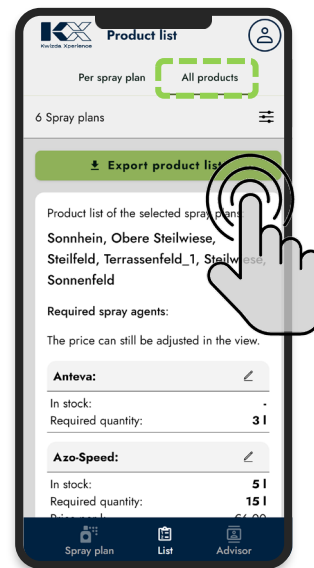 Product list
Kwizda Xperience
Per spray plan All products
6 Spray plans
Export product list
Product list of the selected spray plans:
Sonnhein, Obere Steilwiese,
Steilfeld, Terrassenfeld_1, Steilwiese,
Sonnenfeld
Required spray agents:
The price can still be adjusted in the view.
Anteva:
In stock: -
Required quantity: 3 l
Azo-Speed:
In stock: 5 l
Required quantity: 15 l
Spray plan List Advisor